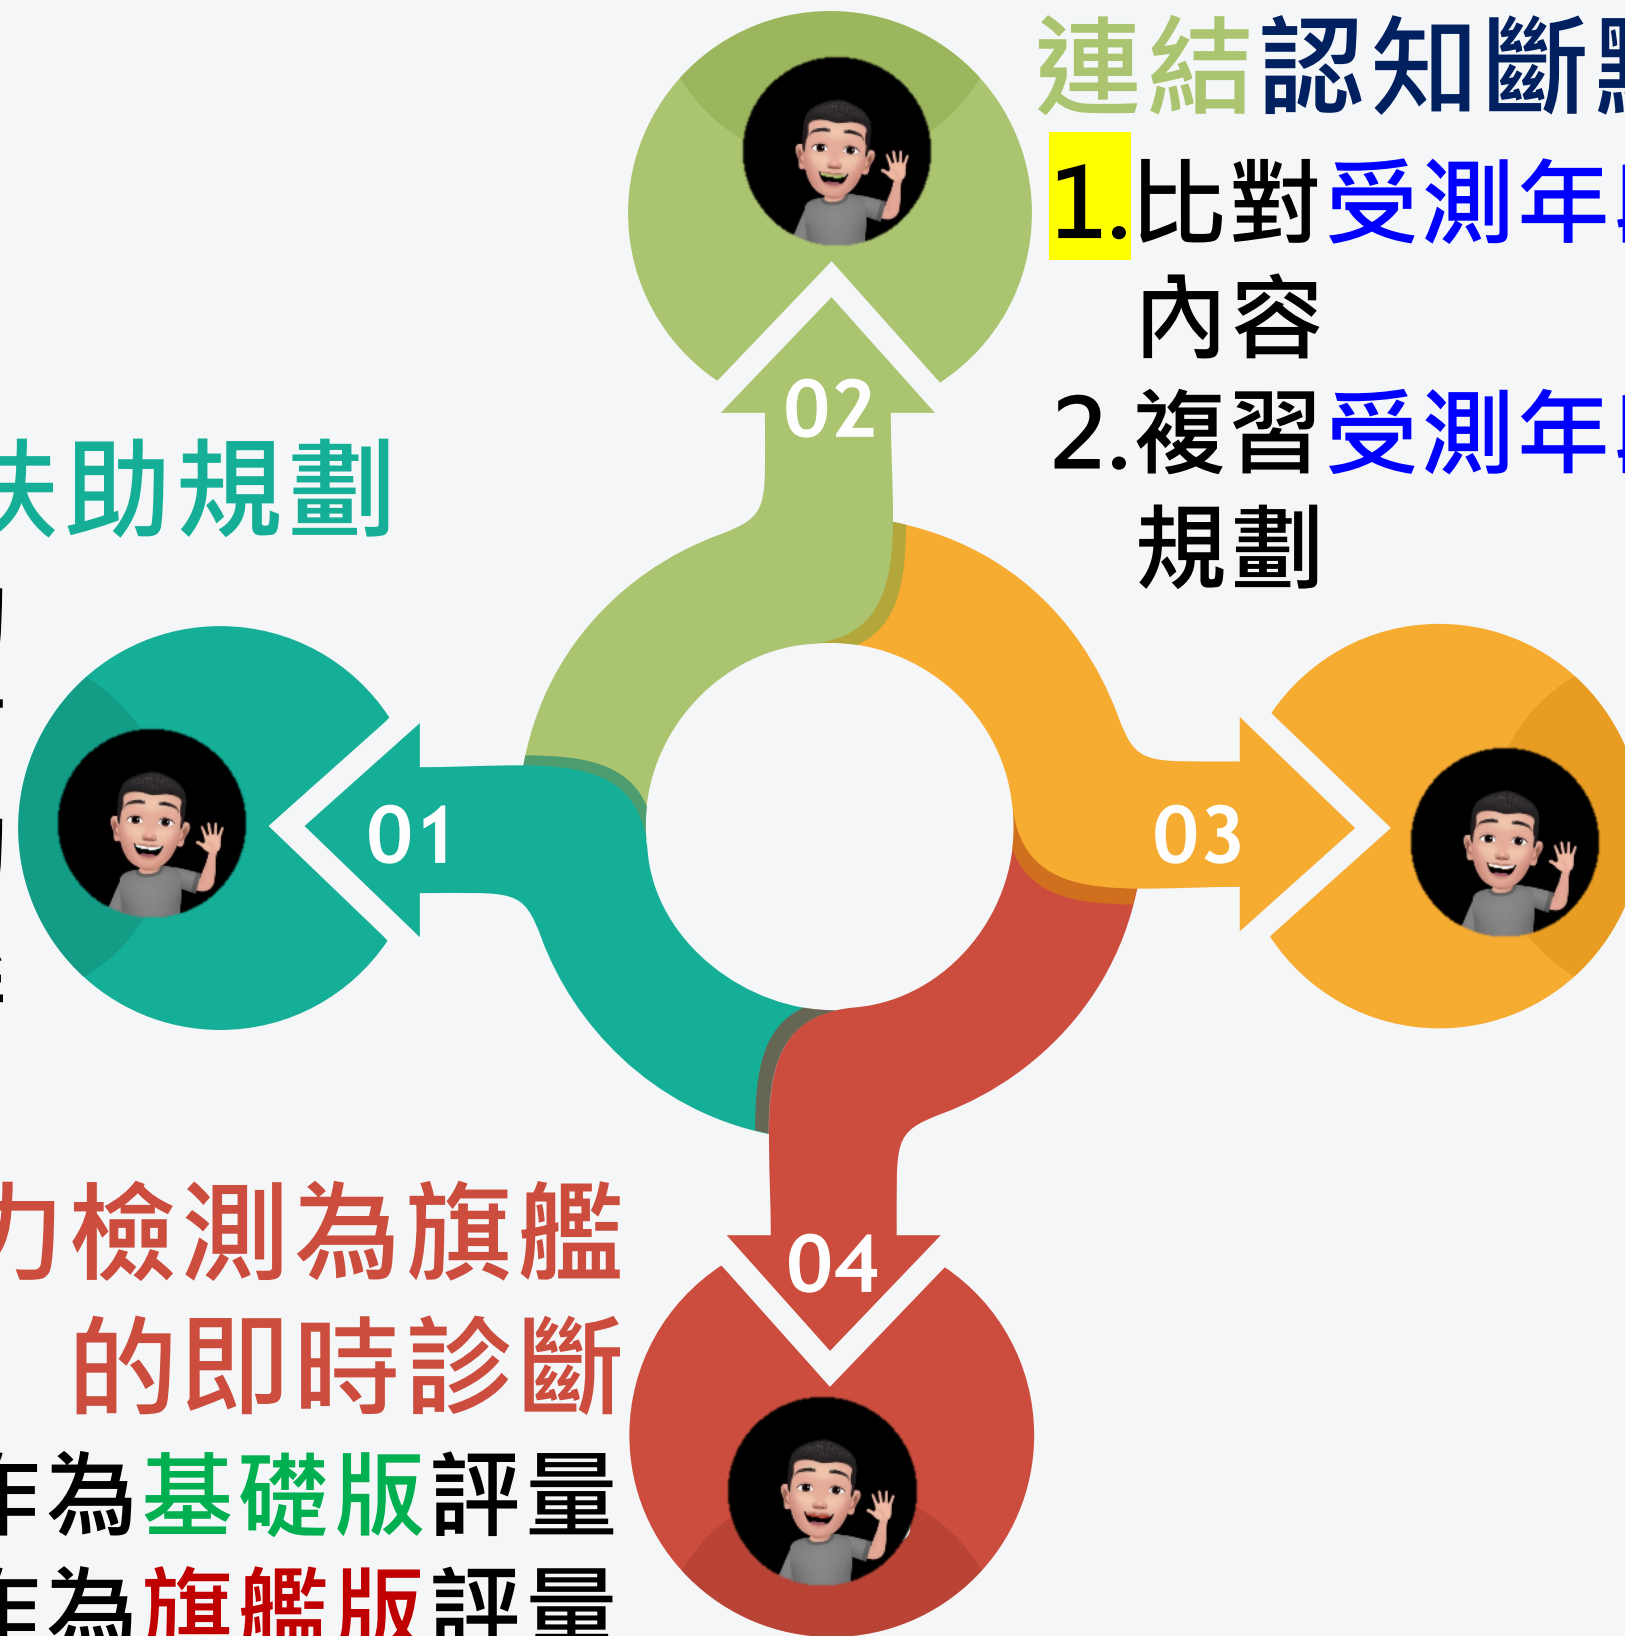 連結認知斷點
1.比對受測年
內容
2.複習受測年
規劃
02
扶助規劃
01
03
力檢測為旗艦
的即時診斷
04
作為基礎版評量
作為旗艦版評量